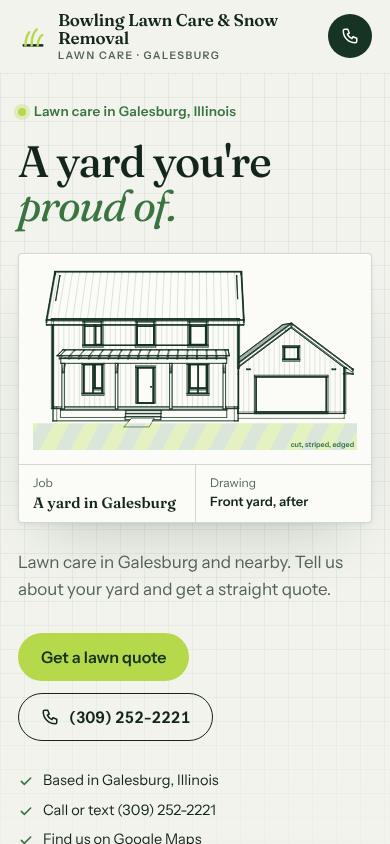 Bowling Lawn Care & Snow
Removal
LAWN CARE · GALESBURG
Lawn care in Galesburg, Illinois
A yard you're
proud of.
cut, striped, edged
Job
A yard in Galesburg
Drawing
Front yard, after
Lawn care in Galesburg and nearby. Tell us
about your yard and get a straight quote.
Get a lawn quote
(309) 252-2221
Based in Galesburg, Illinois
Call or text (309) 252-2221
Find us on Google Maps